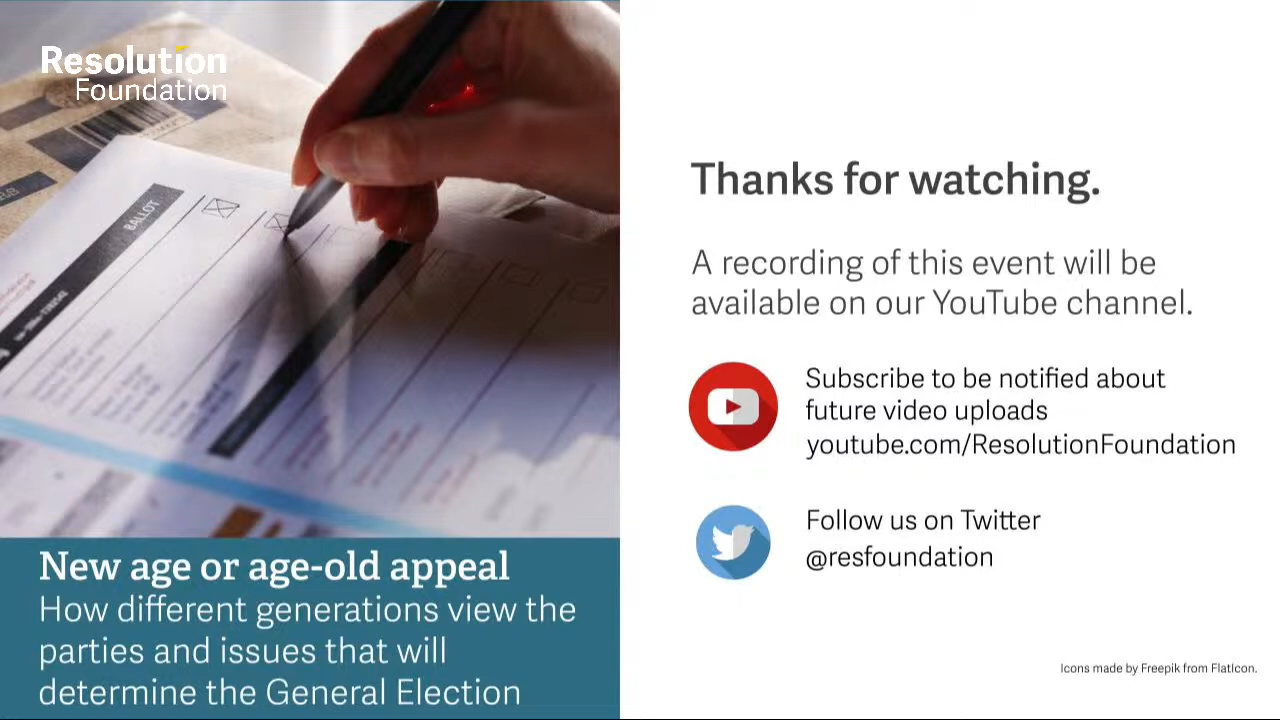 Resolution
Foundation
BALLOT
New age or age-old appeal
How different generations view the
parties and issues that will
determine the General Election
Thanks for watching.
A recording of this event will be
available on our YouTube channel.
Subscribe to be notified about
future video uploads
youtube.com/ResolutionFoundation
Follow us on Twitter
@resfoundation
Icons made by Freepik from FlatIcon.